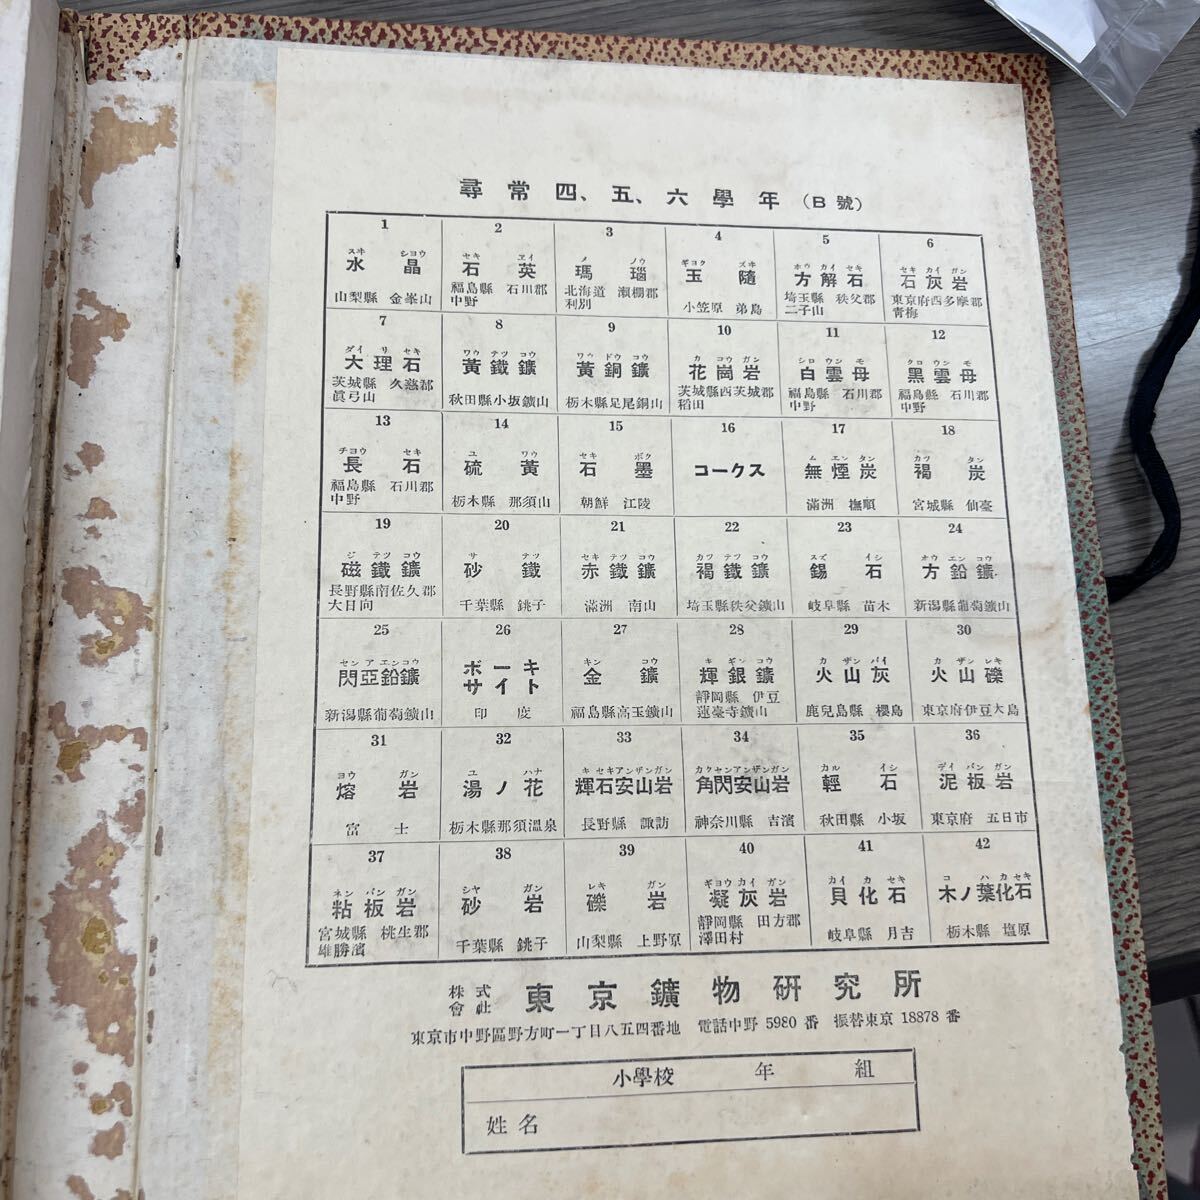 尋常四、五、六學年（B號）
1
スヰ シヨウ
水晶
山梨縣 金峯山
2
セキ エイ
石英
福島縣 石川郡
中野
3
メ ノウ
瑪瑙
北海道 瀨棚郡
利別
4
ギヨク ズヰ
玉隨
小笠原 弟島
5
ホウ カイ セキ
方解石
埼玉縣 秩父郡
二子山
6
セキ カイ ガン
石灰岩
東京府西多摩郡
青梅
7
ダイ リ セキ
大理石
茨城縣 久慈郡
眞弓山
8
ワウ テツ コウ
黃鐵鑛
秋田縣小坂鑛山
9
ワウ ドウ コウ
黃銅鑛
栃木縣足尾銅山
10
カ コウ ガン
花崗岩
茨城縣西茨城郡
稻田
11
シロ ウン モ
白雲母
福島縣 石川郡
中野
12
クロ ウン モ
黑雲母
福島縣 石川郡
中野
13
チヨウ セキ
長石
福島縣 石川郡
中野
14
ユ ワウ
硫黃
栃木縣 那須山
15
セキ ボク
石墨
朝鮮 江陵
16
コークス
17
ム エン タン
無煙炭
滿洲 撫順
18
カツ タン
褐炭
宮城縣 仙臺
19
ジ テツ コウ
磁鐵鑛
長野縣南佐久郡
大日向
20
サ テツ
砂鐵
千葉縣 銚子
21
セキ テツ コウ
赤鐵鑛
滿洲 南山
22
カツ テツ コウ
褐鐵鑛
埼玉縣秩父鑛山
23
スズ イシ
錫石
岐阜縣 苗木
24
ホウ エン コウ
方鉛鑛
新潟縣葡萄鑛山
25
セン ア エン コウ
閃亞鉛鑛
新潟縣葡萄鑛山
26
ボーキ
サイト
印度
27
キン コウ
金鑛
福島縣高玉鑛山
28
キ ギン コウ
輝銀鑛
靜岡縣 伊豆
蓮臺寺鑛山
29
カ ザン バイ
火山灰
鹿兒島縣 櫻島
30
カ ザン レキ
火山礫
東京府伊豆大島
31
ヨウ ガン
熔岩
富士
32
ユ ハナ
湯ノ花
栃木縣那須溫泉
33
キ セキ アン ザン ガン
輝石安山岩
長野縣 諏訪
34
カク セン アン ザン ガン
角閃安山岩
神奈川縣 吉濱
35
カル イシ
輕石
秋田縣 小坂
36
デイ バン ガン
泥板岩
東京府 五日市
37
ネン バン ガン
粘板岩
宮城縣 桃生郡
雄勝濱
38
シヤ ガン
砂岩
千葉縣 銚子
39
レキ ガン
礫岩
山梨縣 上野原
40
ギヨウ カイ ガン
凝灰岩
靜岡縣 田方郡
澤田村
41
カイ カ セキ
貝化石
岐阜縣 月吉
42
コ ハ カ セキ
木ノ葉化石
栃木縣 塩原
株式會社 東京鑛物硏究所
東京市中野區野方町一丁目八五四番地 電話中野 5980 番 振替東京 18878 番
小學校 年 組
姓名